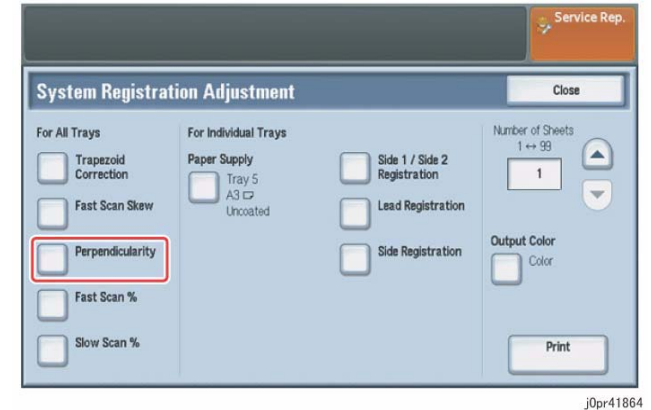 Service Rep.
System Registration Adjustment
Close
For All Trays
Trapezoid
Correction
Fast Scan Skew
Perpendicularity
Fast Scan %
Slow Scan %
For Individual Trays
Paper Supply
Tray 5
A3
Uncoated
Side 1 / Side 2
Registration
Lead Registration
Side Registration
Number of Sheets
1 ↔ 99
1
Output Color
Color
Print
j0pr41864